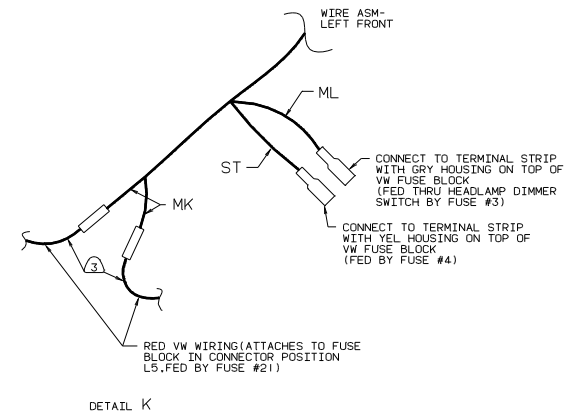 WIRE ASM-
LEFT FRONT
ML
ST
CONNECT TO TERMINAL STRIP
WITH GRY HOUSING ON TOP OF
VW FUSE BLOCK
(FED THRU HEADLAMP DIMMER
SWITCH BY FUSE #3)
MK
CONNECT TO TERMINAL STRIP
WITH YEL HOUSING ON TOP OF
VW FUSE BLOCK
(FED BY FUSE #4)
3
RED VW WIRING(ATTACHES TO FUSE
BLOCK IN CONNECTOR POSITION
L5.FED BY FUSE #21)
DETAIL K